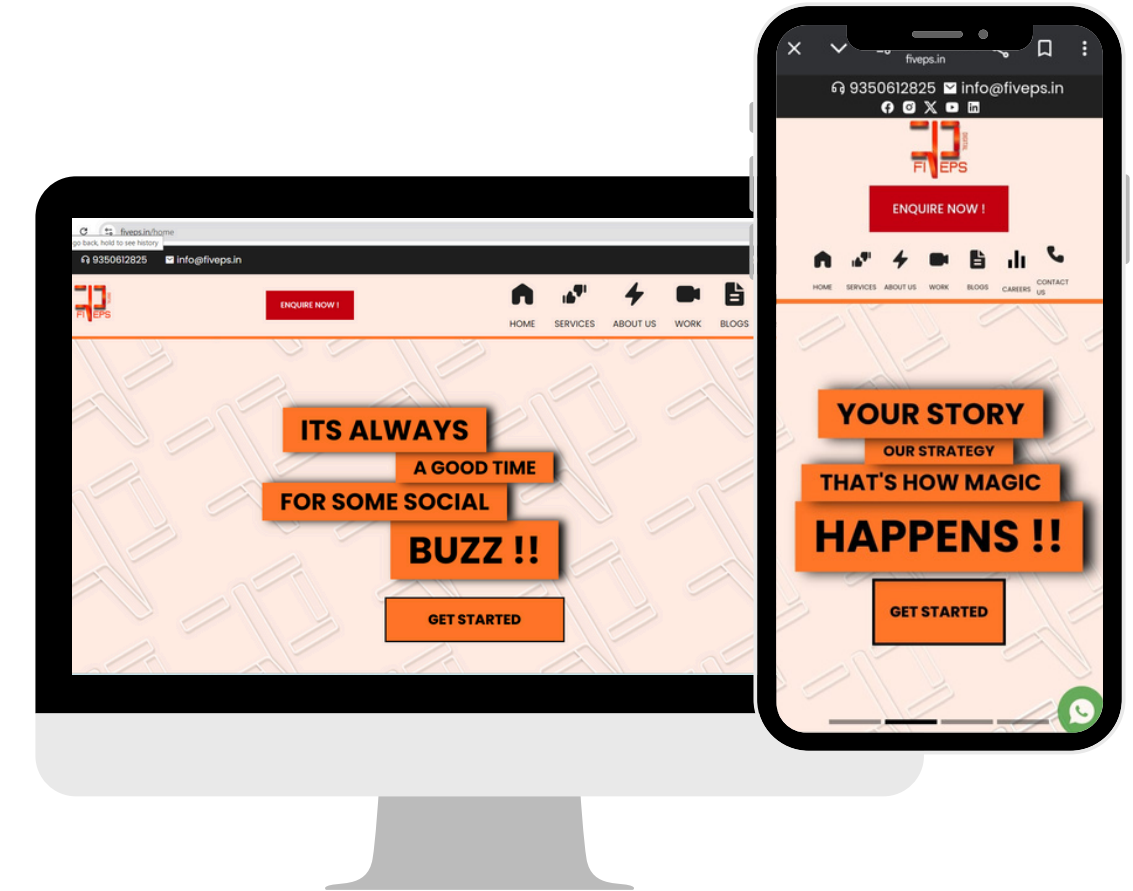 fiveps.in/home
go back, hold to see history
9350612825 info@fiveps.in
FIVEPS
ENQUIRE NOW !
HOME SERVICES ABOUT US WORK BLOGS
ITS ALWAYS
A GOOD TIME
FOR SOME SOCIAL
BUZZ !!
GET STARTED
fiveps.in
9350612825 info@fiveps.in
DIGITAL
FIVEPS
ENQUIRE NOW !
HOME SERVICES ABOUT US WORK BLOGS CAREERS CONTACT US
YOUR STORY
OUR STRATEGY
THAT'S HOW MAGIC
HAPPENS !!
GET STARTED